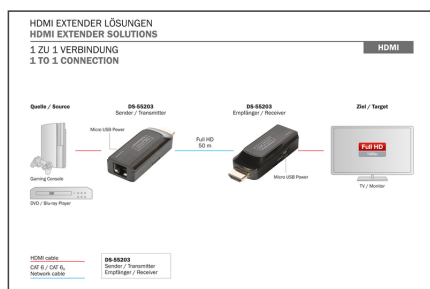 HDMI EXTENDER LÖSUNGEN
HDMI EXTENDER SOLUTIONS
1 ZU 1 VERBINDUNG
1 TO 1 CONNECTION
HDMI
Quelle / Source
DS-55203
Sender / Transmitter
DS-55203
Empfänger / Receiver
Ziel / Target
Micro USB Power
Full HD
50 m
Full HD
1080p
Micro USB Power
Gaming Console
TV / Monitor
DVD / Blu-ray Player
HDMI cable
CAT 6 / CAT 6A
Network cable
DS-55203
Sender / Transmitter
Empfänger / Receiver